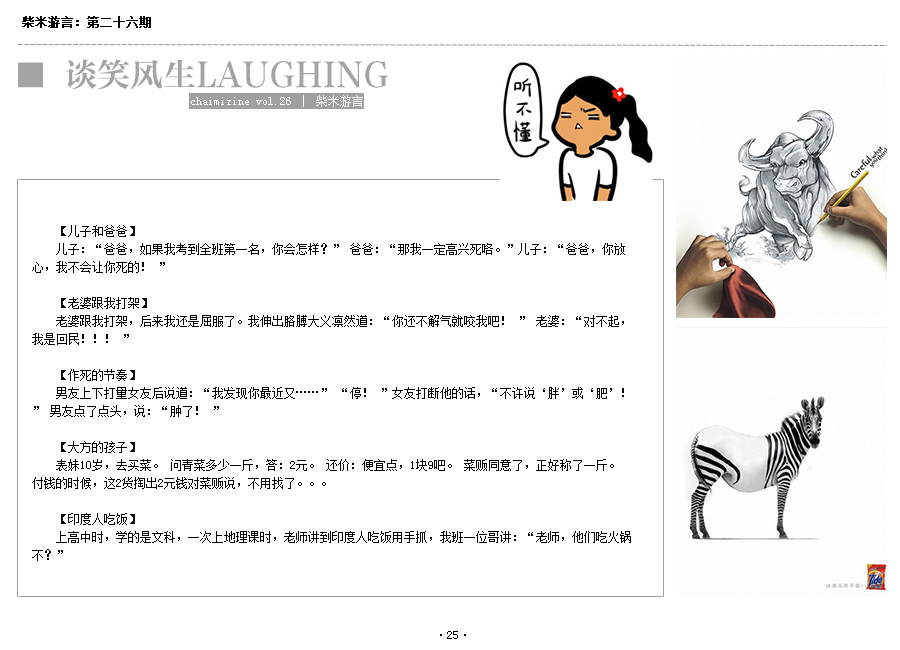 柴米游言：第二十六期
谈笑风生LAUGHING
chaimizine vol.26 | 柴米游言
听
不
懂
Careful,what
you think
【儿子和爸爸】
儿子：“爸爸，如果我考到全班第一名，你会怎样？” 爸爸：“那我一定高兴死咯。”儿子：“爸爸，你放
心，我不会让你死的！ ”
【老婆跟我打架】
老婆跟我打架，后来我还是屈服了。我伸出胳膊大义凛然道：“你还不解气就咬我吧！ ” 老婆：“对不起，
我是回民！！！ ”
【作死的节奏】
男友上下打量女友后说道：“我发现你最近又……” “停！ ”女友打断他的话，“不许说‘胖’或‘肥’！
” 男友点了点头，说：“肿了！ ”
【大方的孩子】
表妹10岁，去买菜。 问青菜多少一斤，答：2元。 还价：便宜点，1块9吧。 菜贩同意了，正好称了一斤。
付钱的时候，这2货掏出2元钱对菜贩说，不用找了。。。
【印度人吃饭】
上高中时，学的是文科，一次上地理课时，老师讲到印度人吃饭用手抓，我班一位哥讲：“老师，他们吃火锅
不？”
Tide
·25·